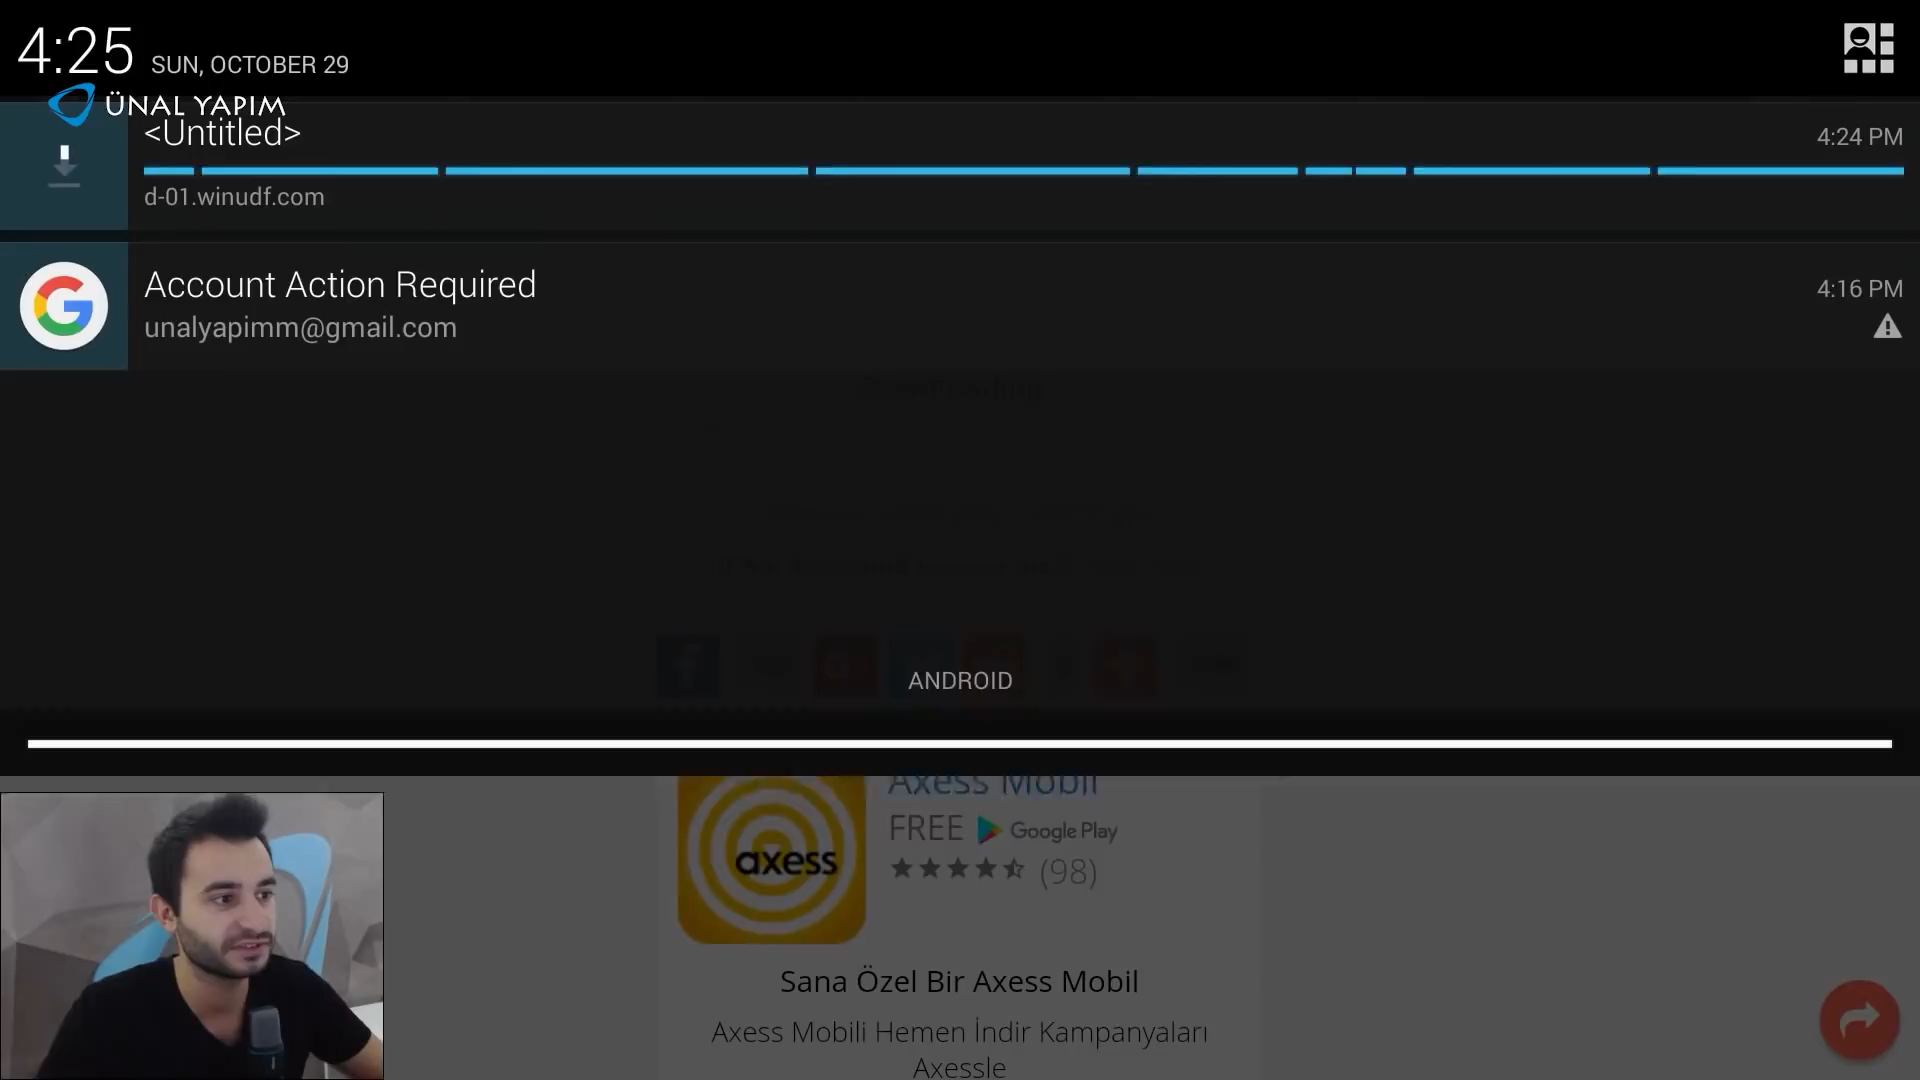 4:25 SUN, OCTOBER 29
ÜNAL YAPIM
<Untitled> 4:24 PM
d-01.winudf.com
Account Action Required 4:16 PM
unalyapimm@gmail.com
ANDROID
Axess Mobil
FREE Google Play
(98)
axess
Sana Özel Bir Axess Mobil
Axess Mobili Hemen İndir Kampanyaları
Axessle